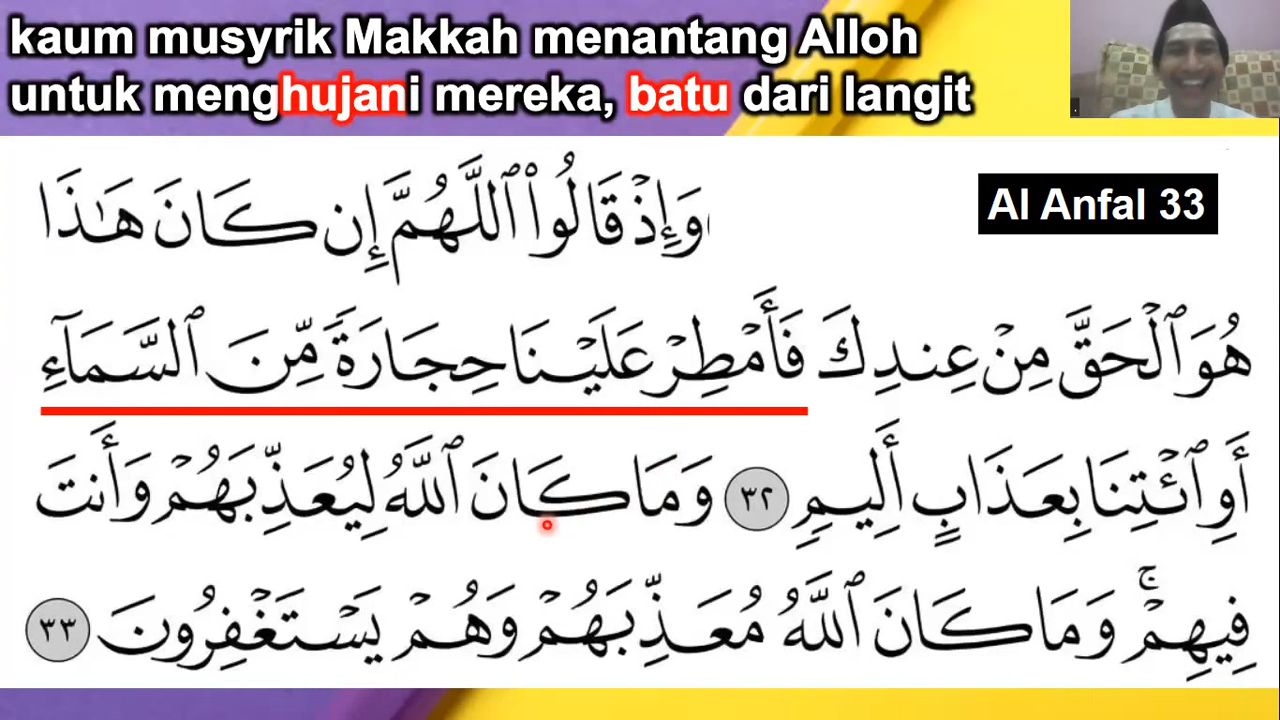 kaum musyrik Makkah menantang Alloh
untuk menghujani mereka, batu dari langit
Al Anfal 33
وَإِذْ قَالُوا۟ ٱللَّهُمَّ إِن كَانَ هَـٰذَا
هُوَ ٱلْحَقَّ مِنْ عِندِكَ فَأَمْطِرْ عَلَيْنَا حِجَارَةً مِّنَ ٱلسَّمَآءِ
أَوِ ٱئْتِنَا بِعَذَابٍ أَلِيمٍ ٣٢ وَمَا كَانَ ٱللَّهُ لِيُعَذِّبَهُمْ وَأَنتَ
فِيهِمْ ۚ وَمَا كَانَ ٱللَّهُ مُعَذِّبَهُمْ وَهُمْ يَسْتَغْفِرُونَ ٣٣